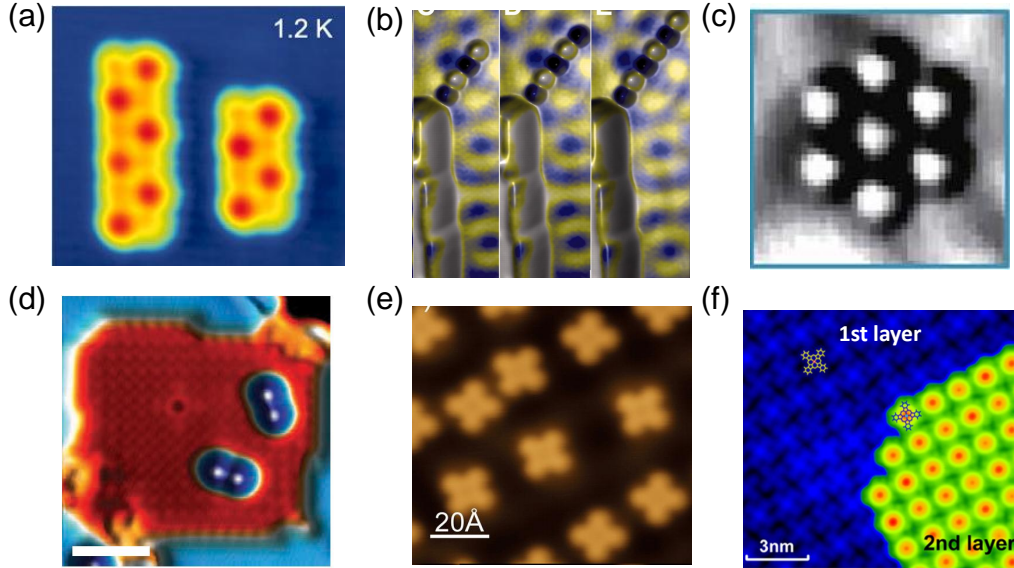 (a)
1.2 K
(b)
D
E
(c)
(d)
(e)
20Å
(f)
1st layer
3nm
2nd layer